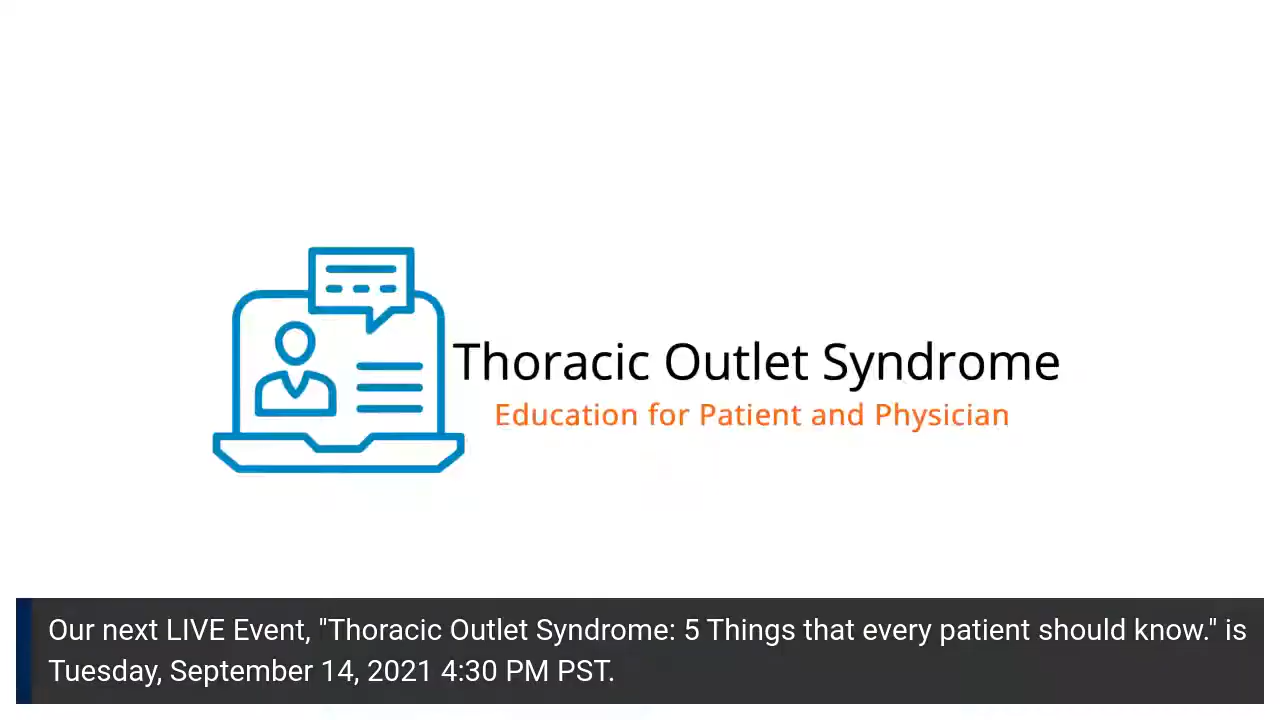 Thoracic Outlet Syndrome
Education for Patient and Physician
Our next LIVE Event, "Thoracic Outlet Syndrome: 5 Things that every patient should know." is
Tuesday, September 14, 2021 4:30 PM PST.